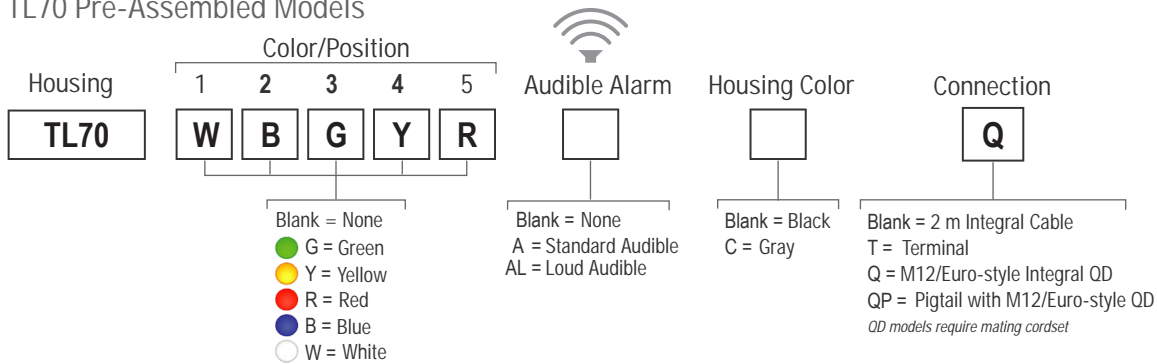 TL70 Pre-Assembled Models
Color/Position
Housing 1 2 3 4 5 Audible Alarm Housing Color Connection
TL70 W B G Y R Q
Blank = None
G = Green
Y = Yellow
R = Red
B = Blue
W = White
Blank = None
A = Standard Audible
AL = Loud Audible
Blank = Black
C = Gray
Blank = 2 m Integral Cable
T = Terminal
Q = M12/Euro-style Integral QD
QP = Pigtail with M12/Euro-style QD
QD models require mating cordset